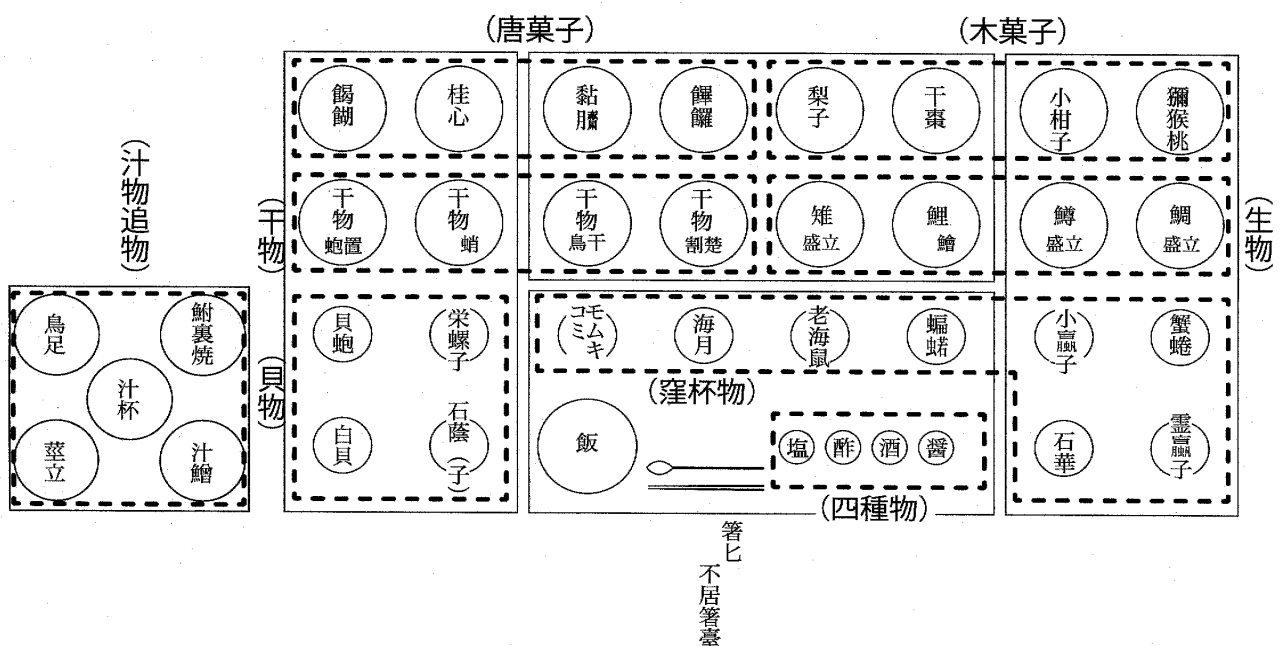 (唐菓子)
(木菓子)
餲餬
桂心
黏臍
饆饠
梨子
干棗
小柑子
獼猴桃
(干物)
干物
鮑置
干物
蛸
干物
鳥干
干物
割楚
雉
盛立
鯉
鱠
鱒
盛立
鯛
盛立
(生物)
(汁物追物)
鳥足
鮒裏焼
汁杯
莖立
汁鱠
(貝物)
貝鮑
栄螺子
白貝
石蔭(子)
(モムキ
コミ)
海月
老海鼠
蝙蝫
(小蠃子)
蟹蜷
石華
霊蠃子
(窪杯物)
飯
塩
酢
酒
醤
(四種物)
箸匕
不居箸臺